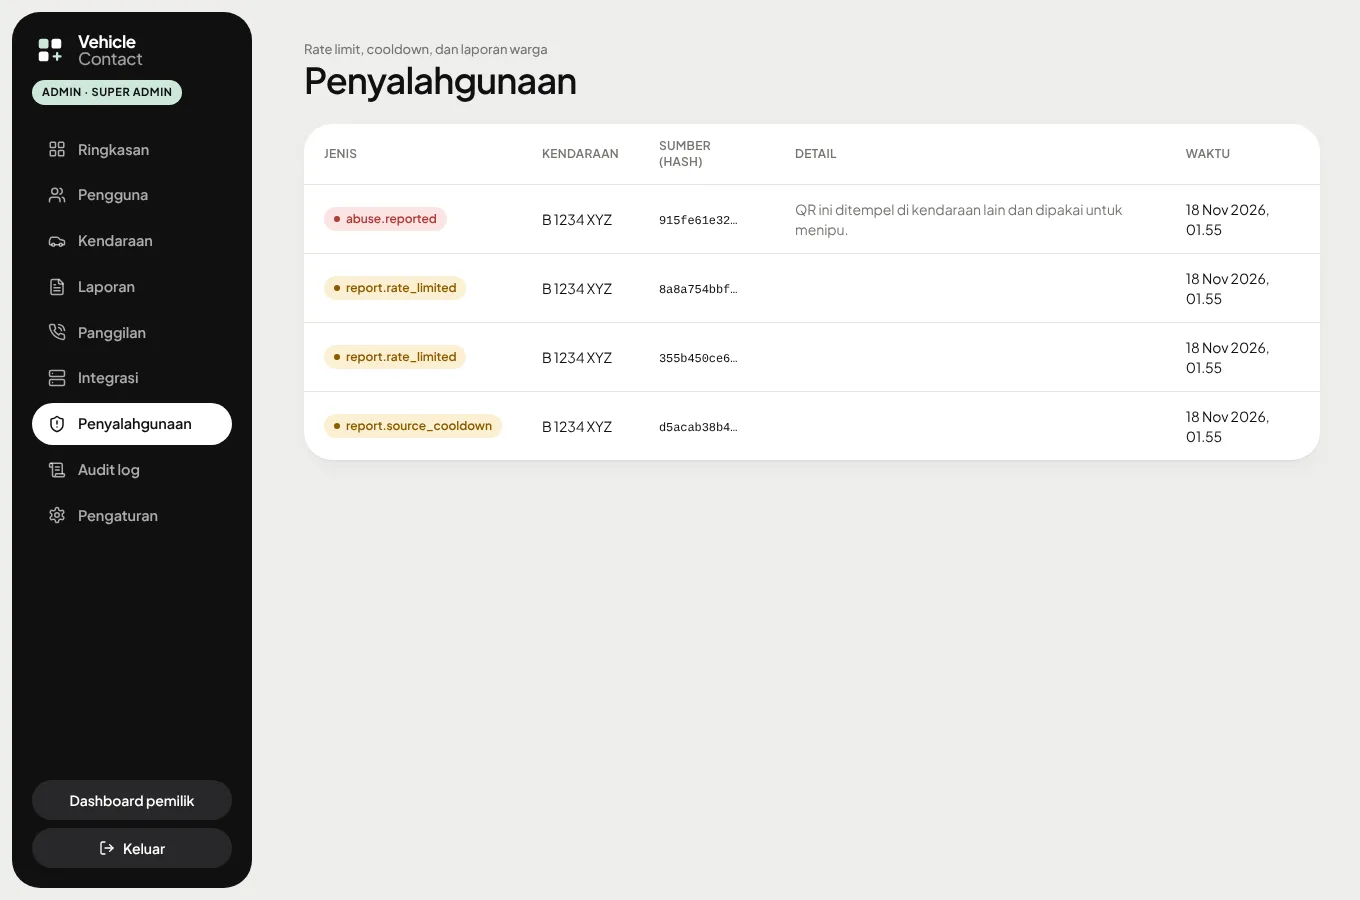 Vehicle
Contact
ADMIN · SUPER ADMIN
Ringkasan
Pengguna
Kendaraan
Laporan
Panggilan
Integrasi
Penyalahgunaan
Audit log
Pengaturan
Dashboard pemilik
Keluar
Rate limit, cooldown, dan laporan warga
Penyalahgunaan
JENIS KENDARAAN SUMBER (HASH) DETAIL WAKTU
abuse.reported B 1234 XYZ 915fe61e32… QR ini ditempel di kendaraan lain dan dipakai untuk menipu. 18 Nov 2026, 01.55
report.rate_limited B 1234 XYZ 8a8a754bbf… 18 Nov 2026, 01.55
report.rate_limited B 1234 XYZ 355b450ce6… 18 Nov 2026, 01.55
report.source_cooldown B 1234 XYZ d5acab38b4… 18 Nov 2026, 01.55